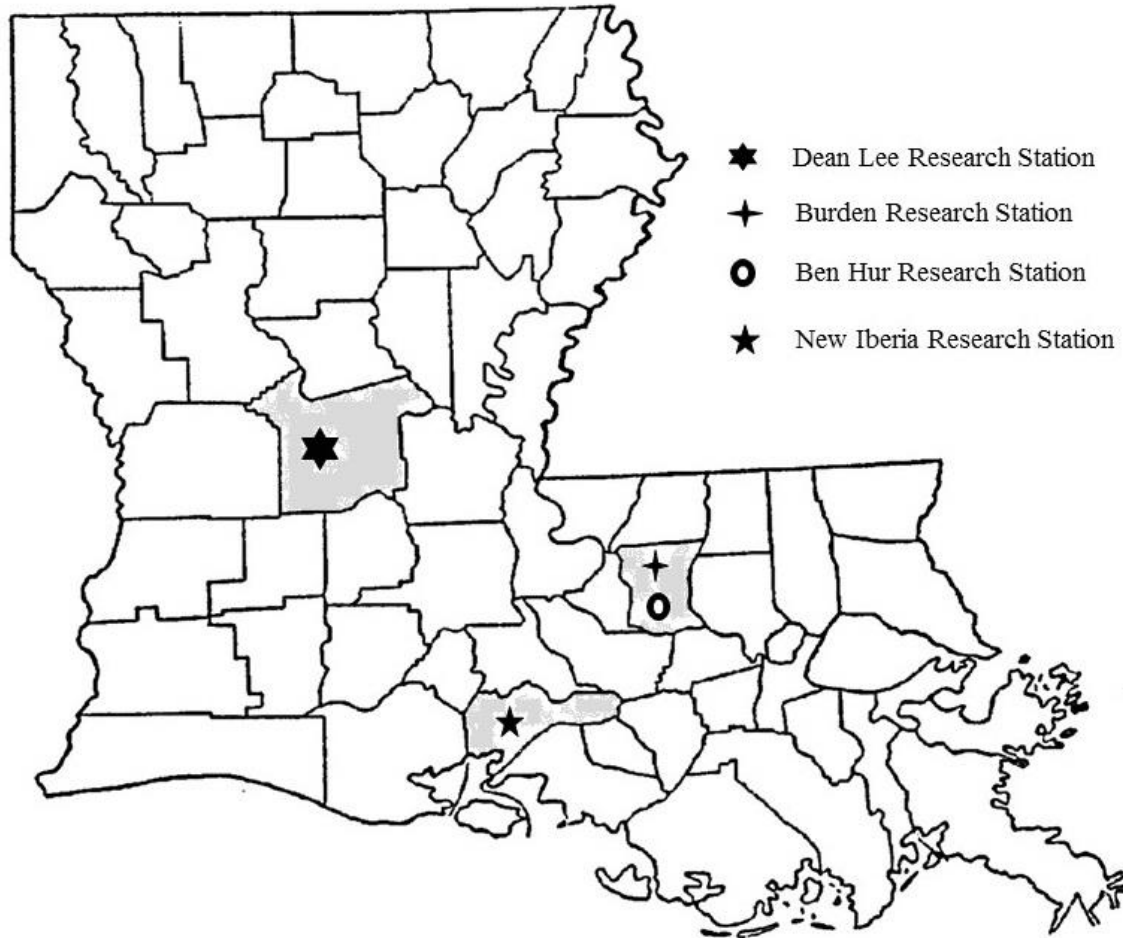 Dean Lee Research Station
Burden Research Station
Ben Hur Research Station
New Iberia Research Station